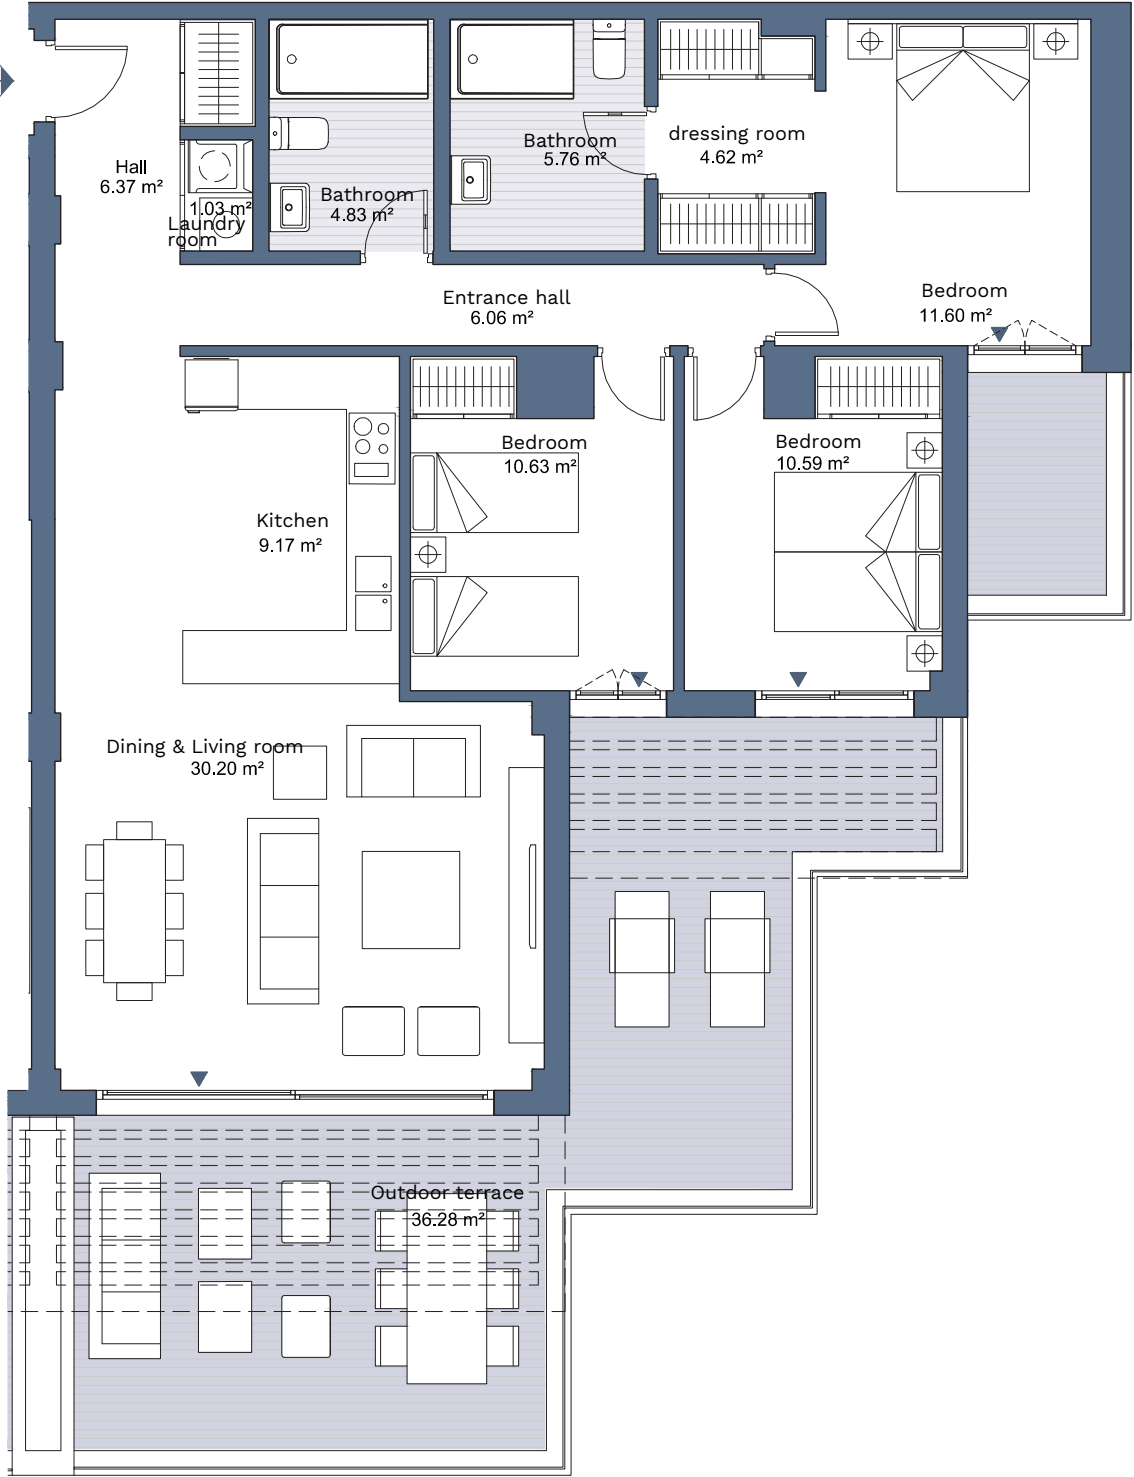 Hall
6.37 m²
1.03 m²
Laundry
room
Bathroom
4.83 m²
Bathroom
5.76 m²
dressing room
4.62 m²
Bedroom
11.60 m²
Entrance hall
6.06 m²
Bedroom
10.63 m²
Bedroom
10.59 m²
Kitchen
9.17 m²
Dining & Living room
30.20 m²
Outdoor terrace
36.28 m²